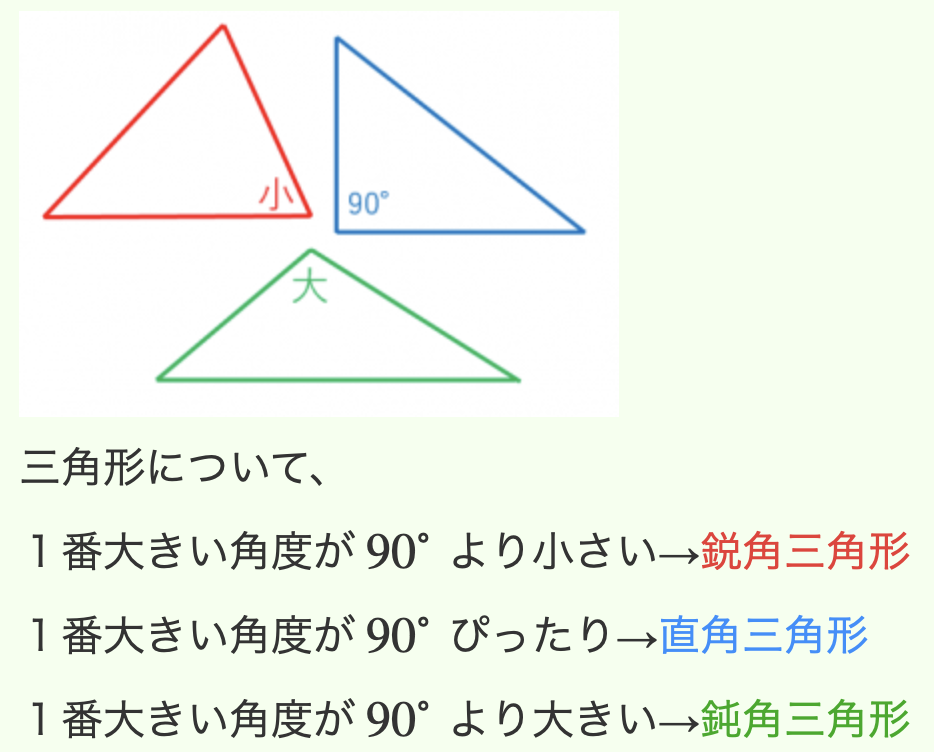 小
90°
大
三角形について、
1番大きい角度が 90° より小さい→鋭角三角形
1番大きい角度が 90° ぴったり→直角三角形
1番大きい角度が 90° より大きい→鈍角三角形